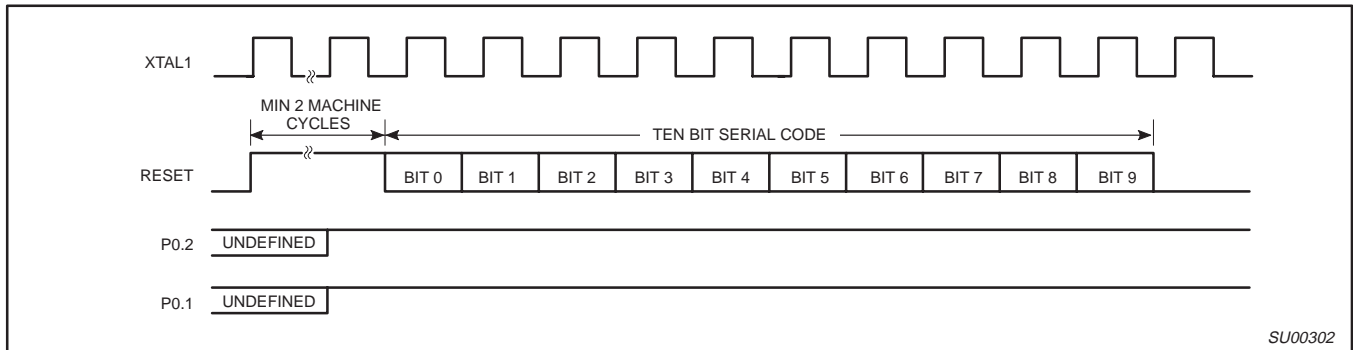 XTAL1
MIN 2 MACHINE
CYCLES
TEN BIT SERIAL CODE
RESET
BIT 0 BIT 1 BIT 2 BIT 3 BIT 4 BIT 5 BIT 6 BIT 7 BIT 8 BIT 9
P0.2 UNDEFINED
P0.1 UNDEFINED
SU00302